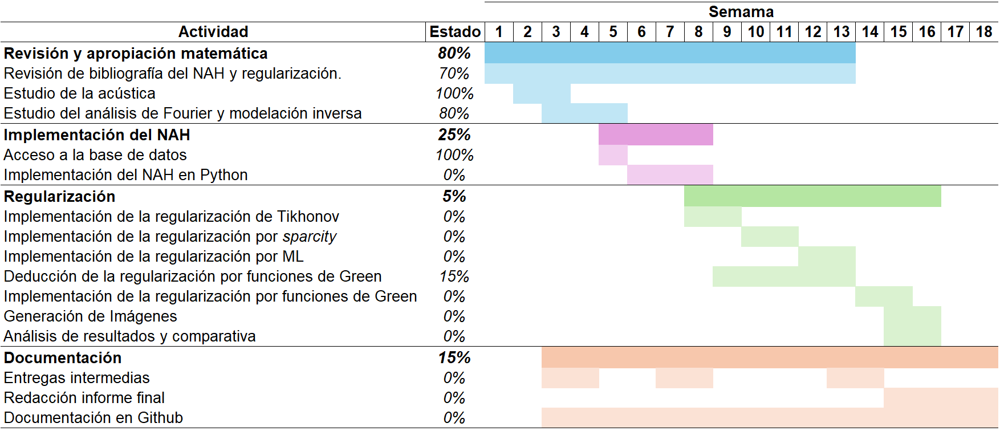 Semama
Actividad Estado 1 2 3 4 5 6 7 8 9 10 11 12 13 14 15 16 17 18
Revisión y apropiación matemática 80%
Revisión de bibliografía del NAH y regularización. 70%
Estudio de la acústica 100%
Estudio del análisis de Fourier y modelación inversa 80%
Implementación del NAH 25%
Acceso a la base de datos 100%
Implementación del NAH en Python 0%
Regularización 5%
Implementación de la regularización de Tikhonov 0%
Implementación de la regularización por sparcity 0%
Implementación de la regularización por ML 0%
Deducción de la regularización por funciones de Green 15%
Implementación de la regularización por funciones de Green 0%
Generación de Imágenes 0%
Análisis de resultados y comparativa 0%
Documentación 15%
Entregas intermedias 0%
Redacción informe final 0%
Documentación en Github 0%